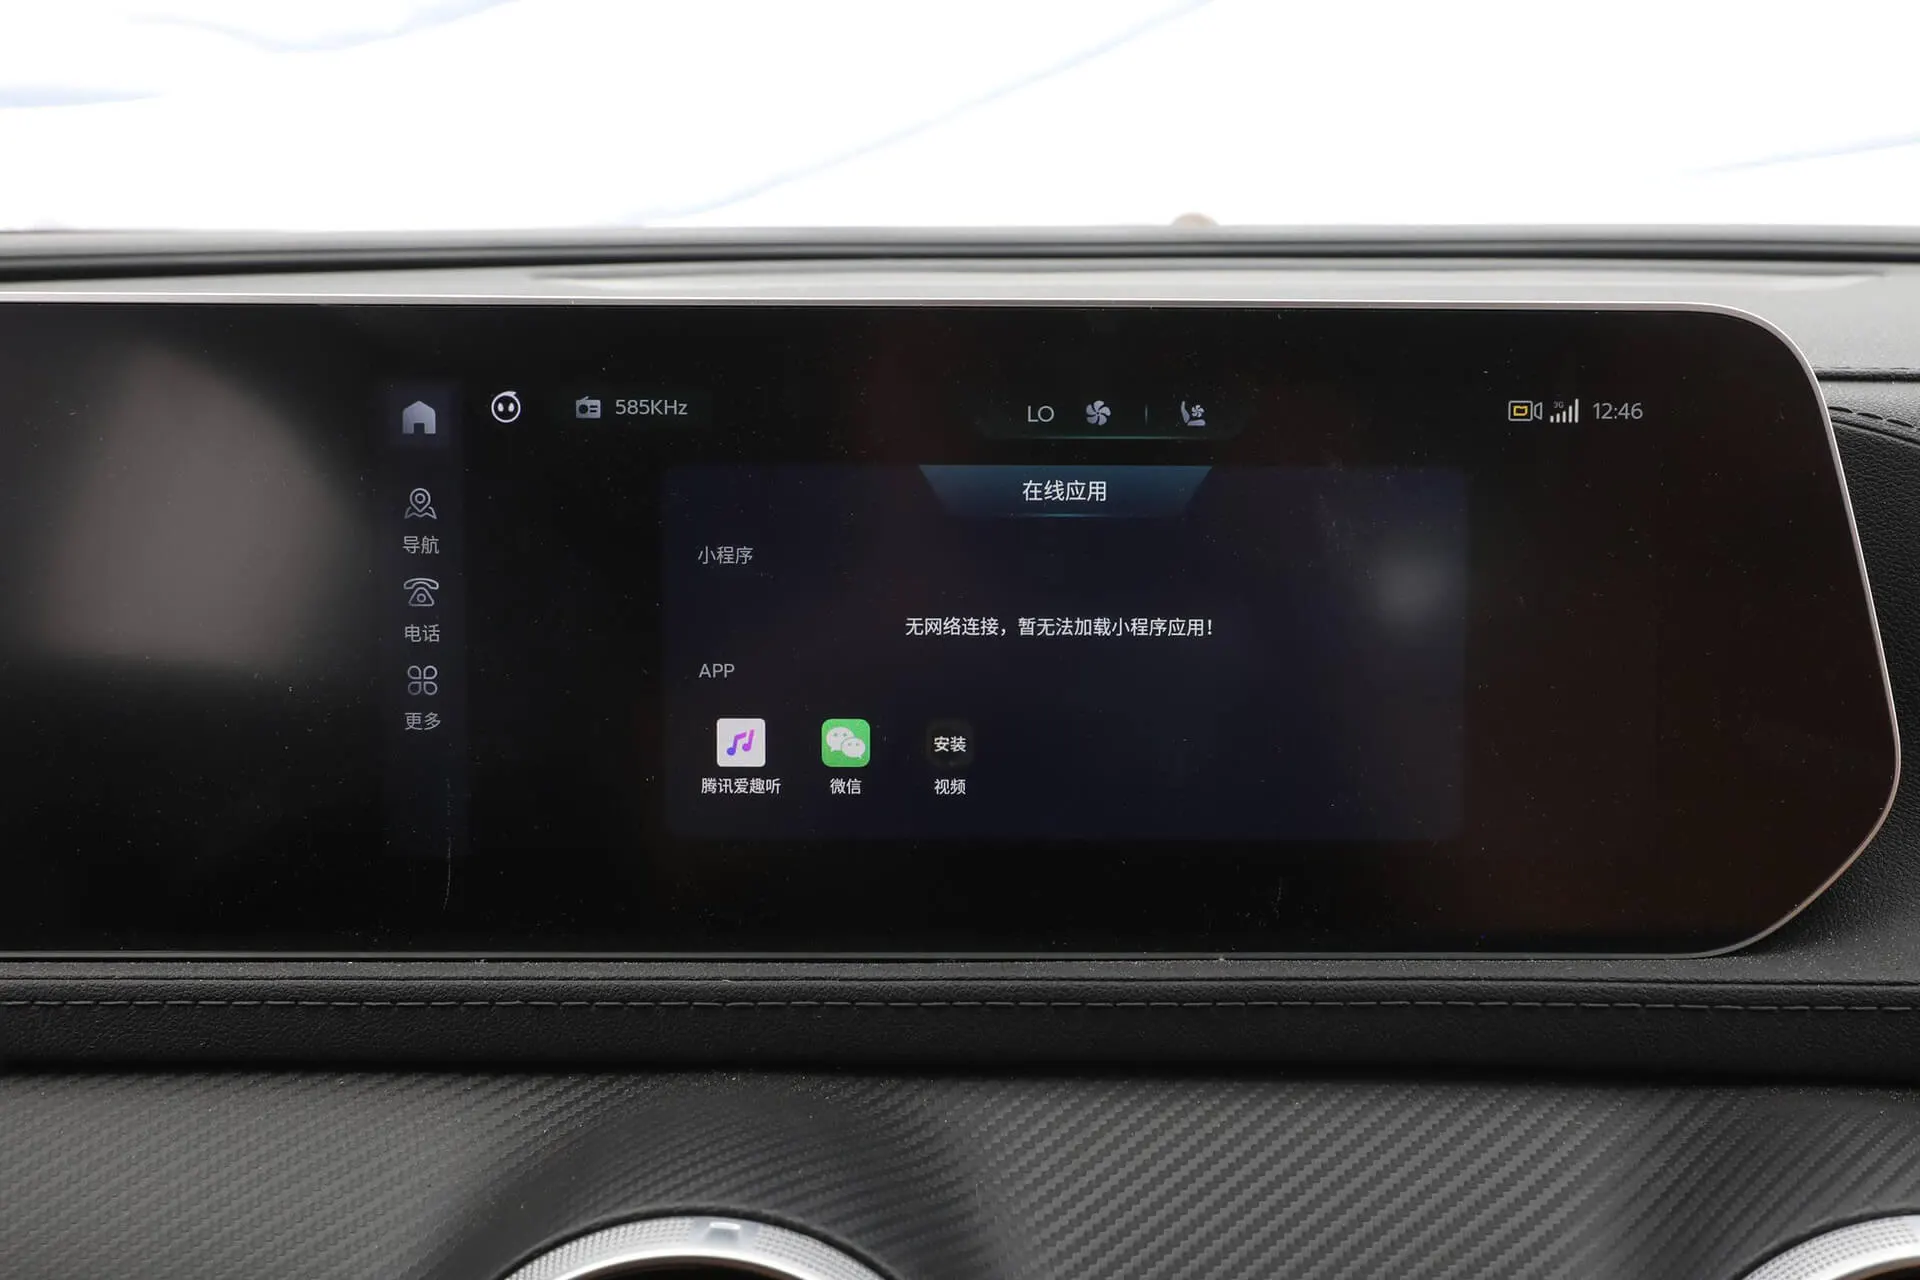 585KHz
LO
3G
12:46
在线应用
导航
电话
更多
小程序
无网络连接，暂无法加载小程序应用！
APP
安装
腾讯爱趣听
微信
视频